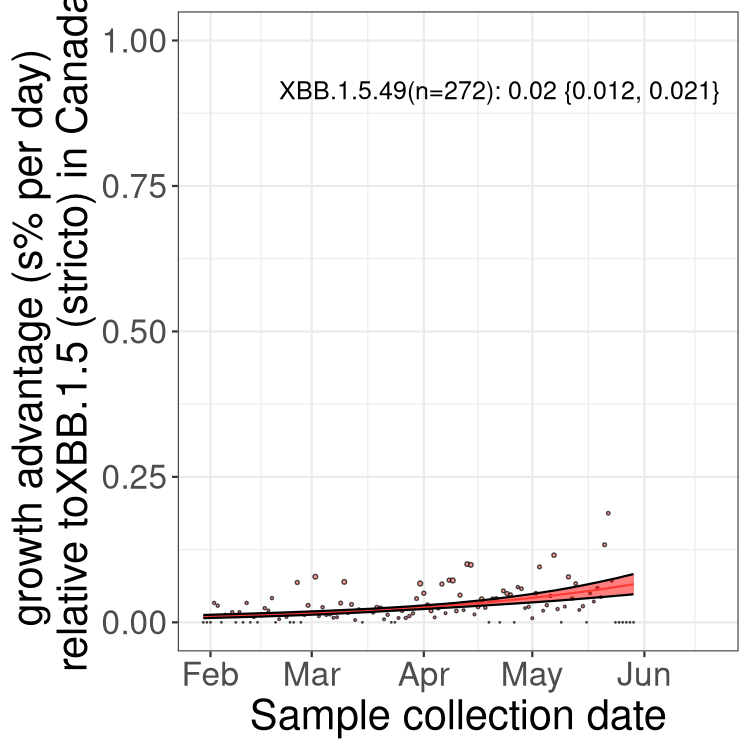 growth advantage (s% per day)
relative toXBB.1.5 (stricto) in Canada
1.00
0.75
0.50
0.25
0.00
XBB.1.5.49(n=272): 0.02 {0.012, 0.021}
Feb Mar Apr May Jun
Sample collection date